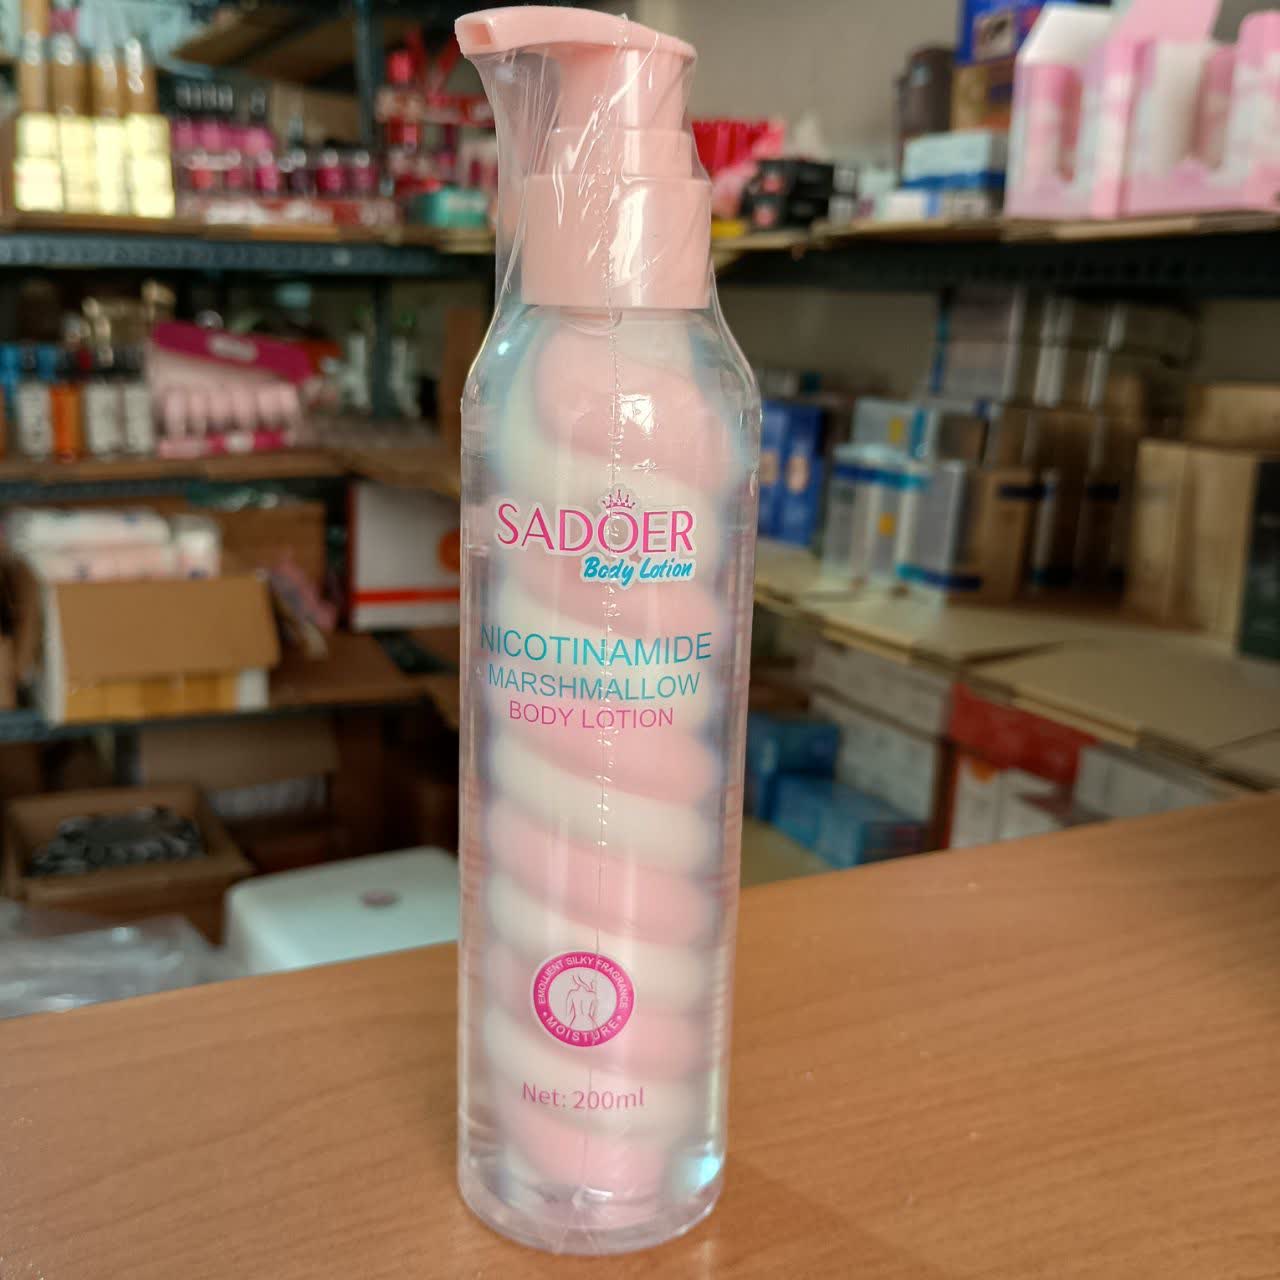 SADOER
Body Lotion
NICOTINAMIDE
MARSHMALLOW
BODY LOTION
EMOLLIENT SILKY FRAGRANCE
• MOISTURE •
Net: 200ml